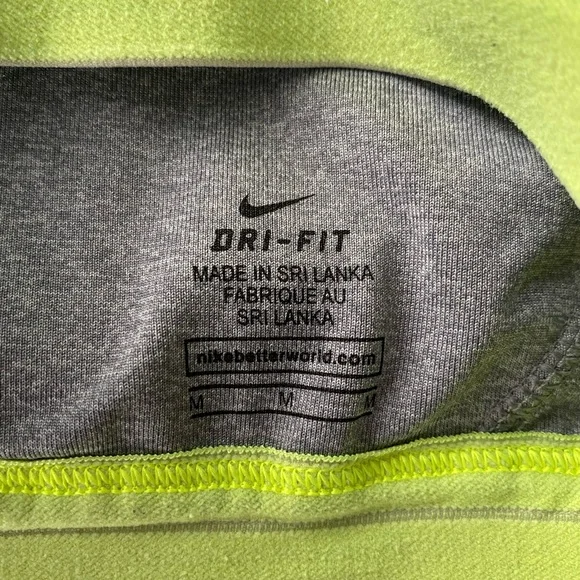 DRI-FIT
MADE IN SRI LANKA
FABRIQUE AU
SRI LANKA
nikebetterworld.com
M M M